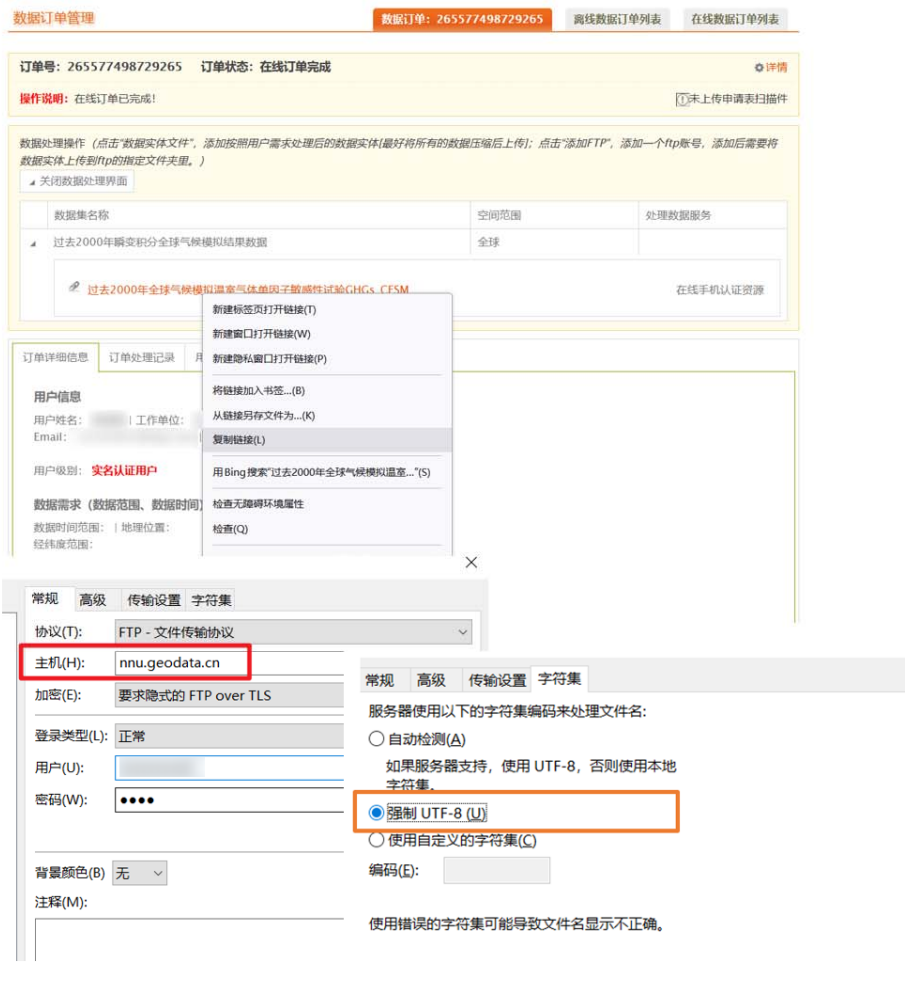 数据订单管理
数据订单: 265577498729265
离线数据订单列表
在线数据订单列表
订单号: 265577498729265 订单状态: 在线订单完成
详情
操作说明: 在线订单已完成!
未上传申请表扫描件
数据处理操作 (点击"数据实体文件", 添加按照用户需求处理后的数据实体[最好将所有的数据压缩后上传]; 点击"添加FTP", 添加一个ftp账号, 添加后需要将
数据实体上传到ftp的指定文件夹里。)
关闭数据处理界面
数据集名称
空间范围
处理数据服务
过去2000年瞬变积分全球气候模拟结果数据
全球
过去2000年全球气候模拟温室气体单因子敏感性试验GHGs_CESM
在线手机认证资源
新建标签页打开链接(T)
新建窗口打开链接(W)
新建隐私窗口打开链接(P)
将链接加入书签...(B)
从链接另存文件为...(K)
复制链接(L)
用 Bing 搜索"过去2000年全球气候模拟温室..."(S)
检查无障碍环境属性
检查(Q)
订单详细信息
订单处理记录
用
用户信息
用户姓名: | 工作单位:
Email:
用户级别: 实名认证用户
数据需求 (数据范围、数据时间)
数据时间范围: | 地理位置:
经纬度范围:
常规
高级
传输设置
字符集
协议(T): FTP - 文件传输协议
主机(H): nnu.geodata.cn
加密(E): 要求隐式的 FTP over TLS
登录类型(L): 正常
用户(U):
密码(W): ●●●●
背景颜色(B) 无
注释(M):
常规
高级
传输设置
字符集
服务器使用以下的字符集编码来处理文件名:
自动检测(A)
如果服务器支持, 使用 UTF-8, 否则使用本地
字符集。
强制 UTF-8 (U)
使用自定义的字符集(C)
编码(E):
使用错误的字符集可能导致文件名显示不正确。